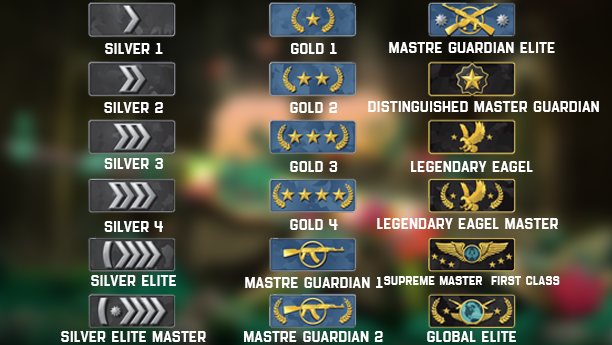 SILVER 1
GOLD 1
MASTRE GUARDIAN ELITE
SILVER 2
GOLD 2
DISTINGUISHED MASTER GUARDIAN
SILVER 3
GOLD 3
LEGENDARY EAGEL
SILVER 4
GOLD 4
LEGENDARY EAGEL MASTER
SILVER ELITE
MASTRE GUARDIAN 1
SUPREME MASTER FIRST CLASS
SILVER ELITE MASTER
MASTRE GUARDIAN 2
GLOBAL ELITE